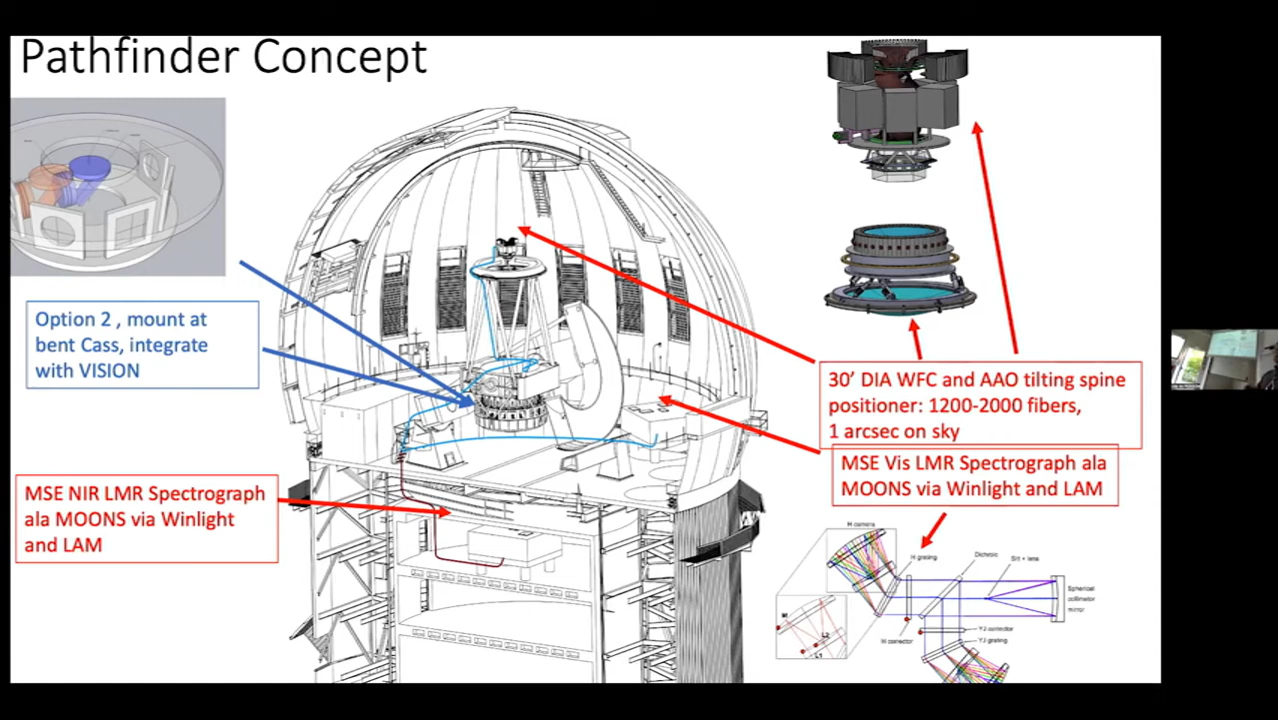 Pathfinder Concept
Option 2 , mount at
bent Cass, integrate
with VISION
MSE NIR LMR Spectrograph
ala MOONS via Winlight
and LAM
30’ DIA WFC and AAO tilting spine
positioner: 1200-2000 fibers,
1 arcsec on sky
MSE Vis LMR Spectrograph ala
MOONS via Winlight and LAM
H camera
H grating
Dichroic
Slit + lens
Spherical
collimator
mirror
H corrector
YJ corrector
YJ grating
L2
L1